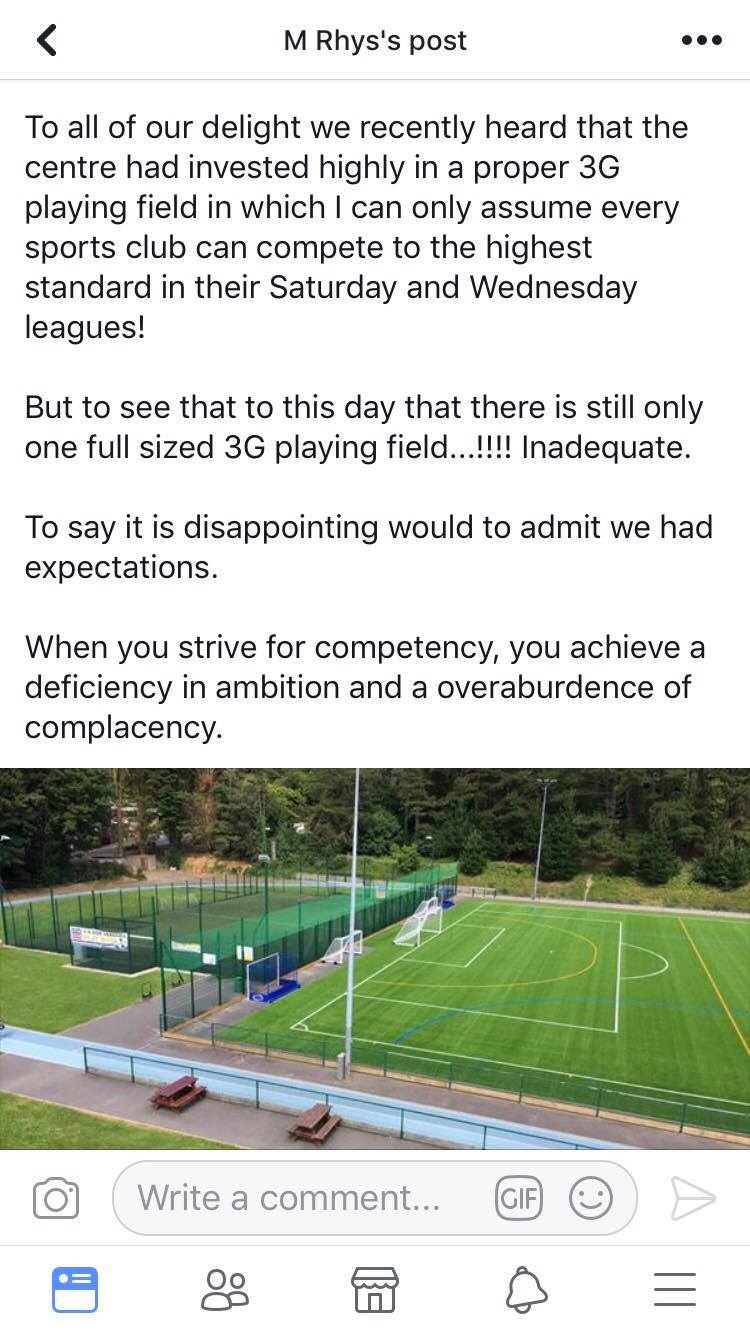 M Rhys's post
To all of our delight we recently heard that the
centre had invested highly in a proper 3G
playing field in which I can only assume every
sports club can compete to the highest
standard in their Saturday and Wednesday
leagues!
But to see that to this day that there is still only
one full sized 3G playing field...!!!! Inadequate.
To say it is disappointing would to admit we had
expectations.
When you strive for competency, you achieve a
deficiency in ambition and a overaburdence of
complacency.
Write a comment...
GIF